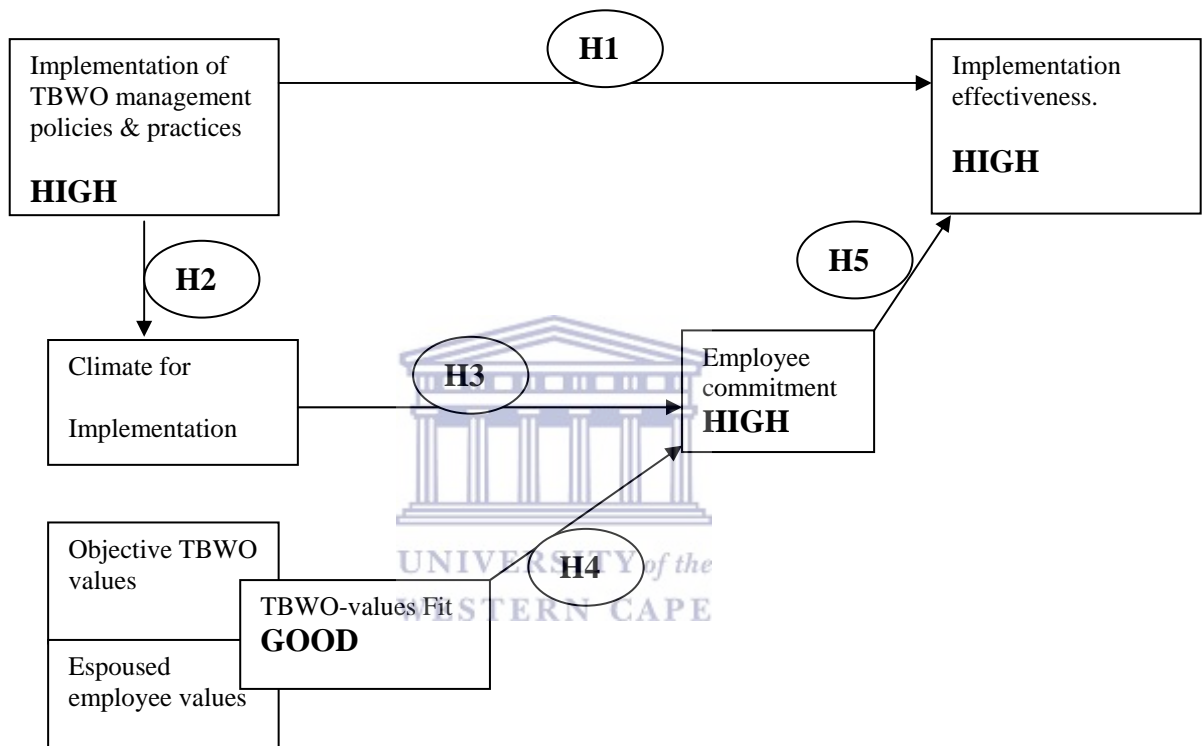 H1
Implementation of
TBWO management
policies & practices
HIGH
Implementation
effectiveness.
HIGH
H2
H5
Climate for
Implementation
H3
Employee
commitment
HIGH
Objective TBWO
values
UNIVERSITY of the
WESTERN CAPE
H4
TBWO-values Fit
GOOD
Espoused
employee values